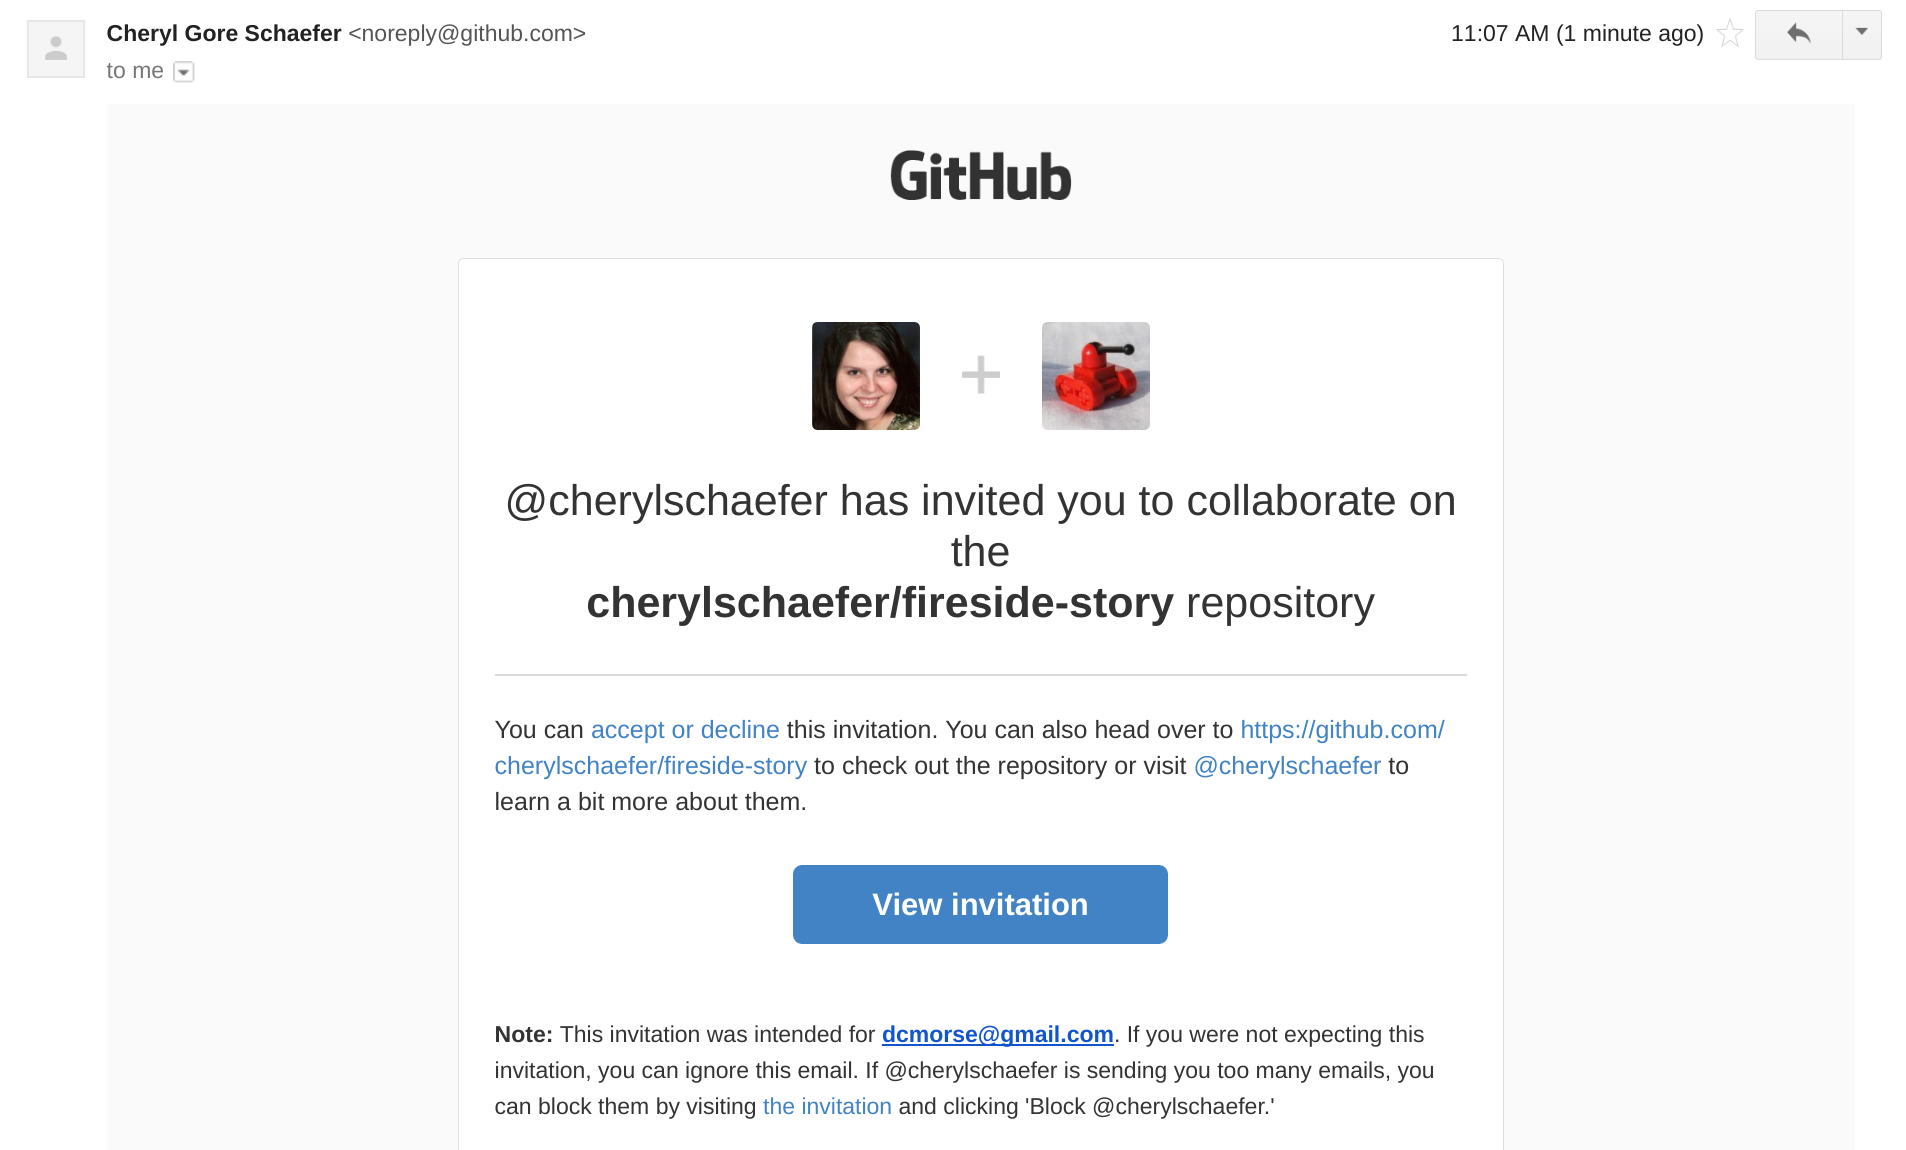 Cheryl Gore Schaefer <noreply@github.com>
11:07 AM (1 minute ago)
to me
GitHub
@cherylschaefer has invited you to collaborate on
the
cherylschaefer/fireside-story repository
You can accept or decline this invitation. You can also head over to https://github.com/
cherylschaefer/fireside-story to check out the repository or visit @cherylschaefer to
learn a bit more about them.
View invitation
Note: This invitation was intended for dcmorse@gmail.com. If you were not expecting this
invitation, you can ignore this email. If @cherylschaefer is sending you too many emails, you
can block them by visiting the invitation and clicking 'Block @cherylschaefer.'